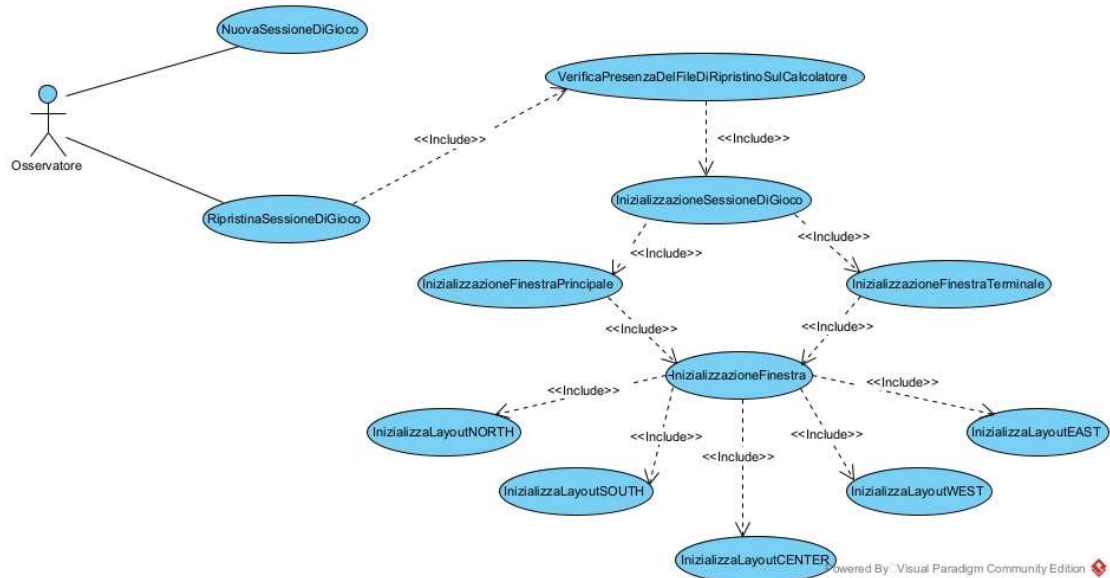 NuovaSessioneDiGioco
VerificaPresenzaDelFileDiRipristinoSulCalcolatore
<<Include>>
<<Include>>
Osservatore
RipristinaSessioneDiGioco
InizializzazioneSessioneDiGioco
<<Include>>
<<Include>>
InizializzazioneFinestraPrincipale
InizializzazioneFinestraTerminale
<<Include>>
<<Include>>
InizializzazioneFinestra
<<Include>>
<<Include>>
InizializzaLayoutNORTH
<<Include>>
<<Include>>
InizializzaLayoutEAST
<<Include>>
InizializzaLayoutSOUTH
InizializzaLayoutWEST
InizializzaLayoutCENTER
Powered By Visual Paradigm Community Edition